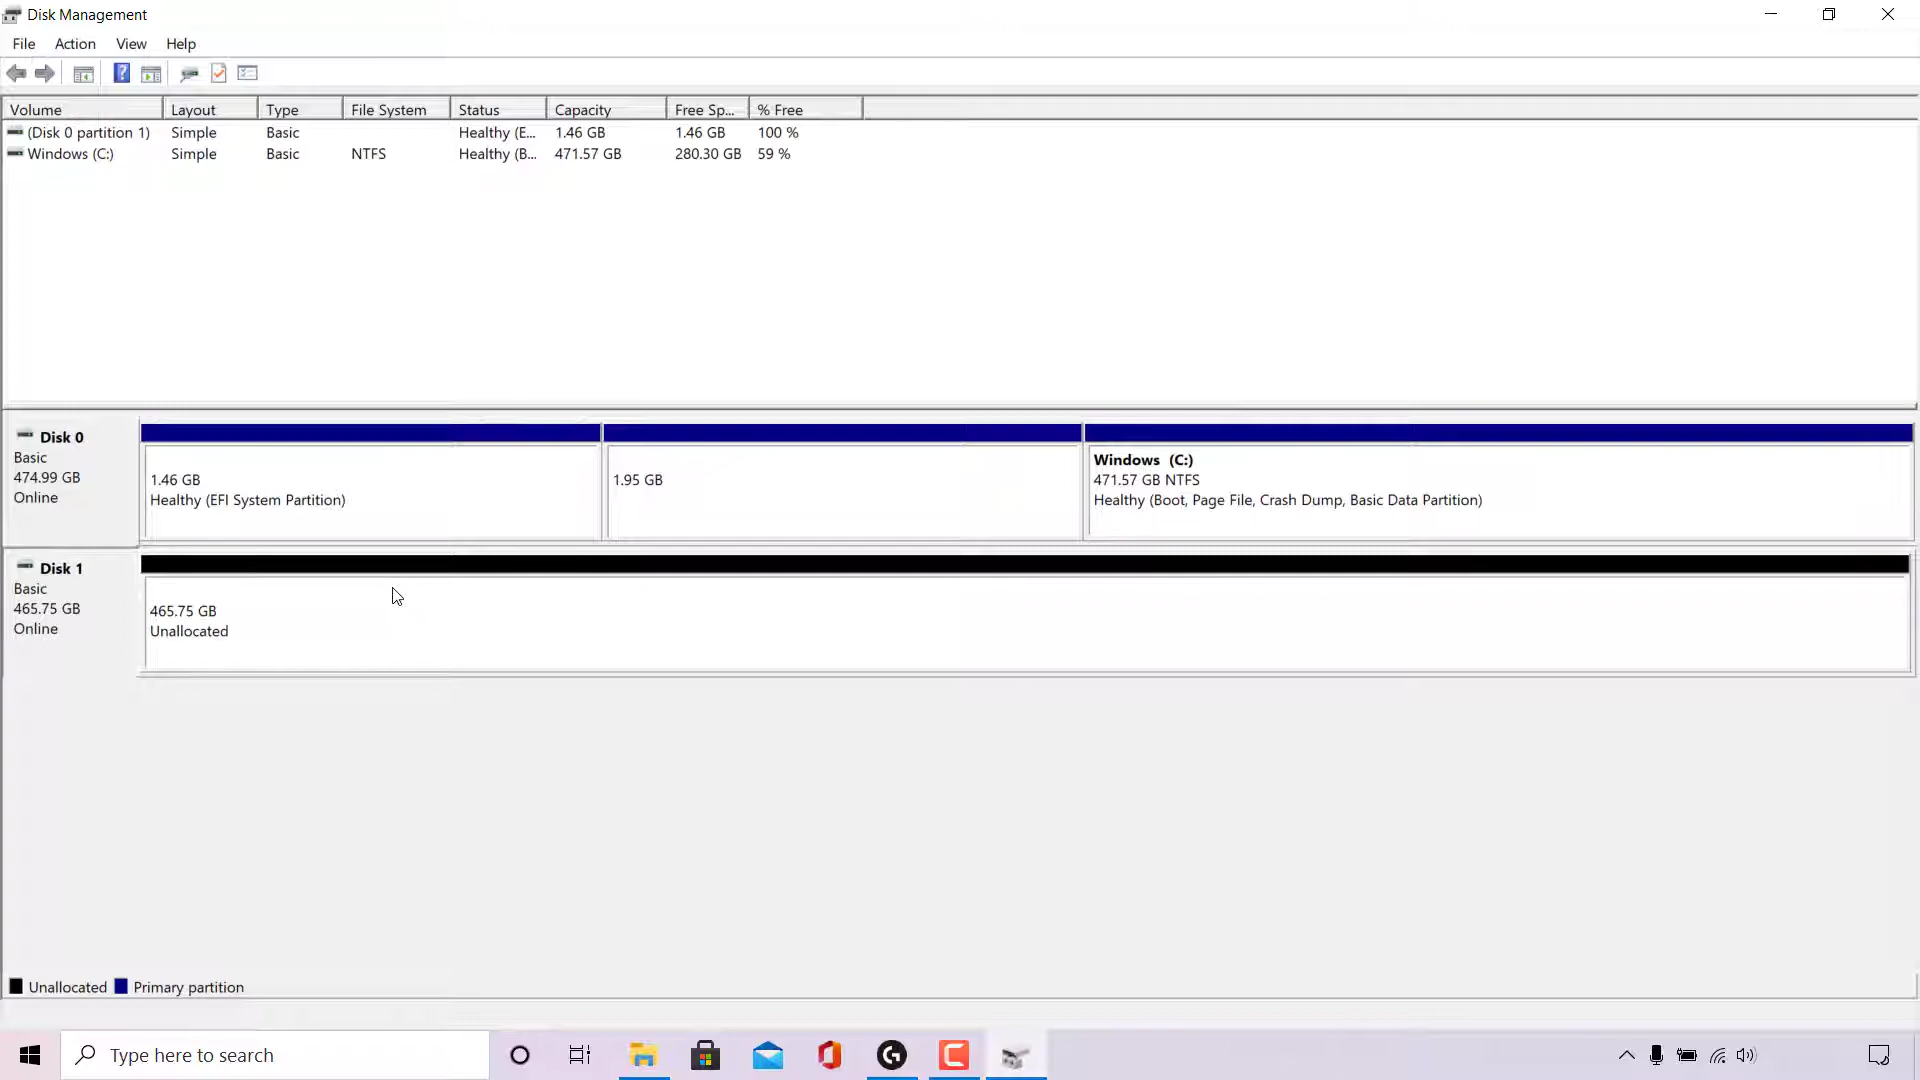 Disk Management
File Action View Help
Volume Layout Type File System Status Capacity Free Sp... % Free
(Disk 0 partition 1) Simple Basic Healthy (E... 1.46 GB 1.46 GB 100 %
Windows (C:) Simple Basic NTFS Healthy (B... 471.57 GB 280.30 GB 59 %
Disk 0
Basic
474.99 GB
Online
1.46 GB
Healthy (EFI System Partition)
1.95 GB
Windows (C:)
471.57 GB NTFS
Healthy (Boot, Page File, Crash Dump, Basic Data Partition)
Disk 1
Basic
465.75 GB
Online
465.75 GB
Unallocated
Unallocated Primary partition
Type here to search